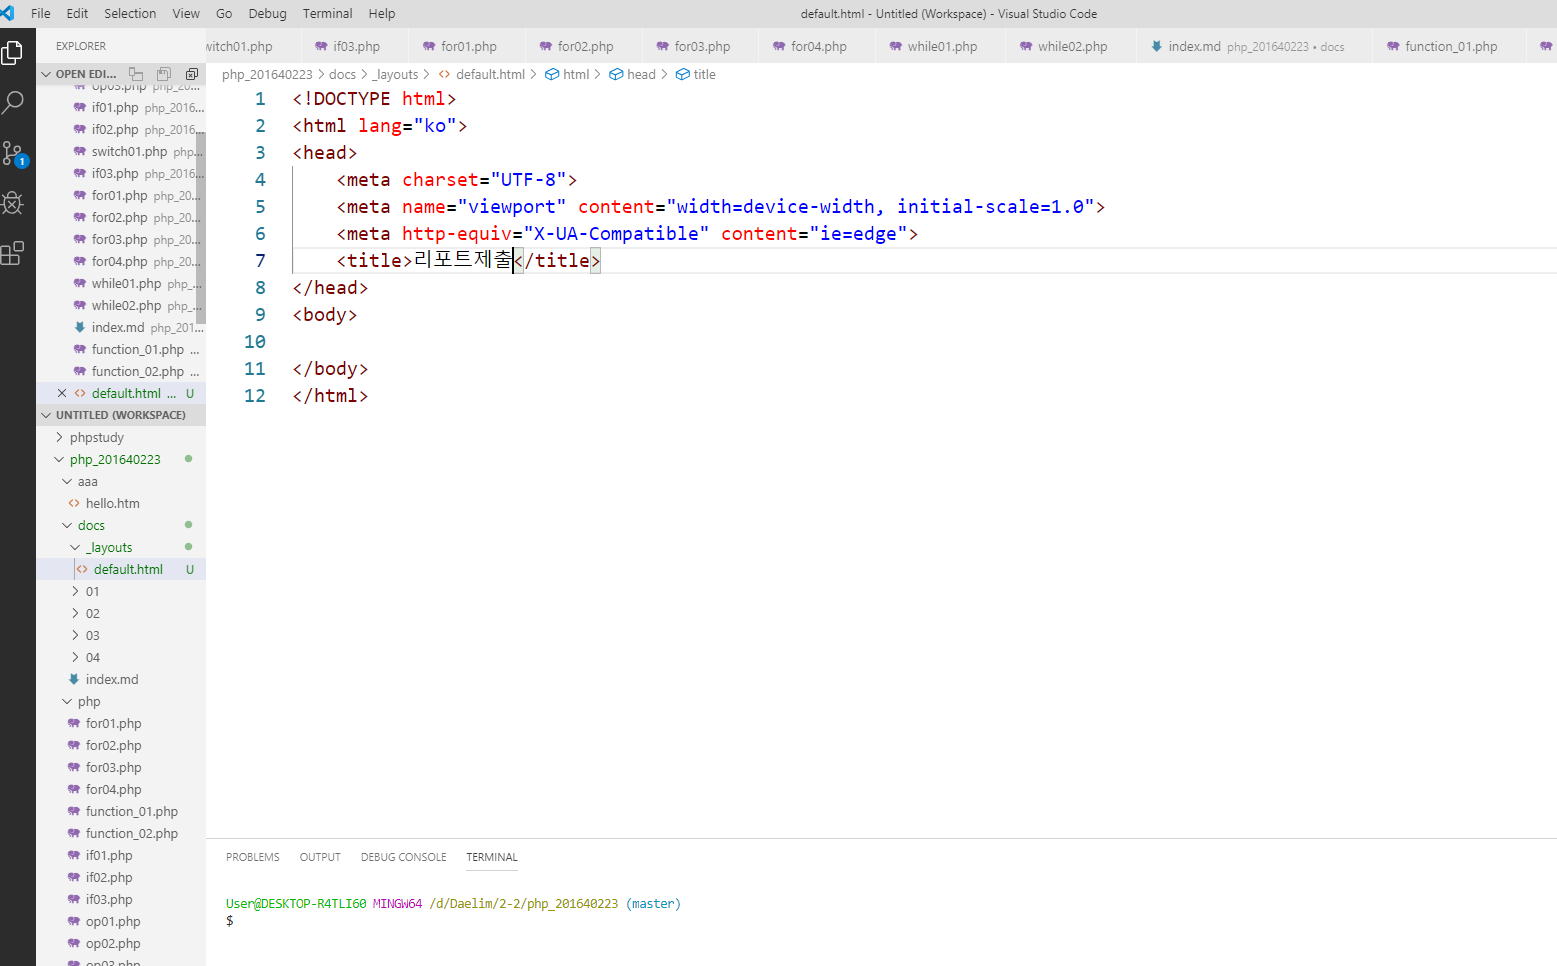 File Edit Selection View Go Debug Terminal Help
default.html - Untitled (Workspace) - Visual Studio Code
EXPLORER
witch01.php if03.php for01.php for02.php for03.php for04.php while01.php while02.php index.md php_201640223 • docs function_01.php
OPEN EDI...
php_201640223 > docs > _layouts > default.html > html > head > title
op03.php php_20...
if01.php php_2016...
if02.php php_2016...
switch01.php php...
if03.php php_2016...
for01.php php_20...
for02.php php_20...
for03.php php_20...
for04.php php_20...
while01.php php_...
while02.php php_...
index.md php_201...
function_01.php ...
function_02.php ...
default.html ... U
UNTITLED (WORKSPACE)
phpstudy
php_201640223
aaa
hello.htm
docs
_layouts
default.html U
01
02
03
04
index.md
php
for01.php
for02.php
for03.php
for04.php
function_01.php
function_02.php
if01.php
if02.php
if03.php
op01.php
op02.php
op03.php
1
1 <!DOCTYPE html>
2 <html lang="ko">
3 <head>
4 <meta charset="UTF-8">
5 <meta name="viewport" content="width=device-width, initial-scale=1.0">
6 <meta http-equiv="X-UA-Compatible" content="ie=edge">
7 <title>리포트제출</title>
8 </head>
9 <body>
10
11 </body>
12 </html>
PROBLEMS OUTPUT DEBUG CONSOLE TERMINAL
User@DESKTOP-R4TLI60 MINGW64 /d/Daelim/2-2/php_201640223 (master)
$